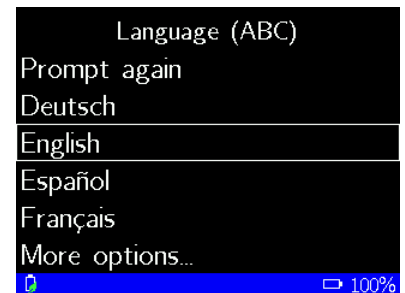 Language (ABC)
Prompt again
Deutsch
English
Español
Français
More options...
100%